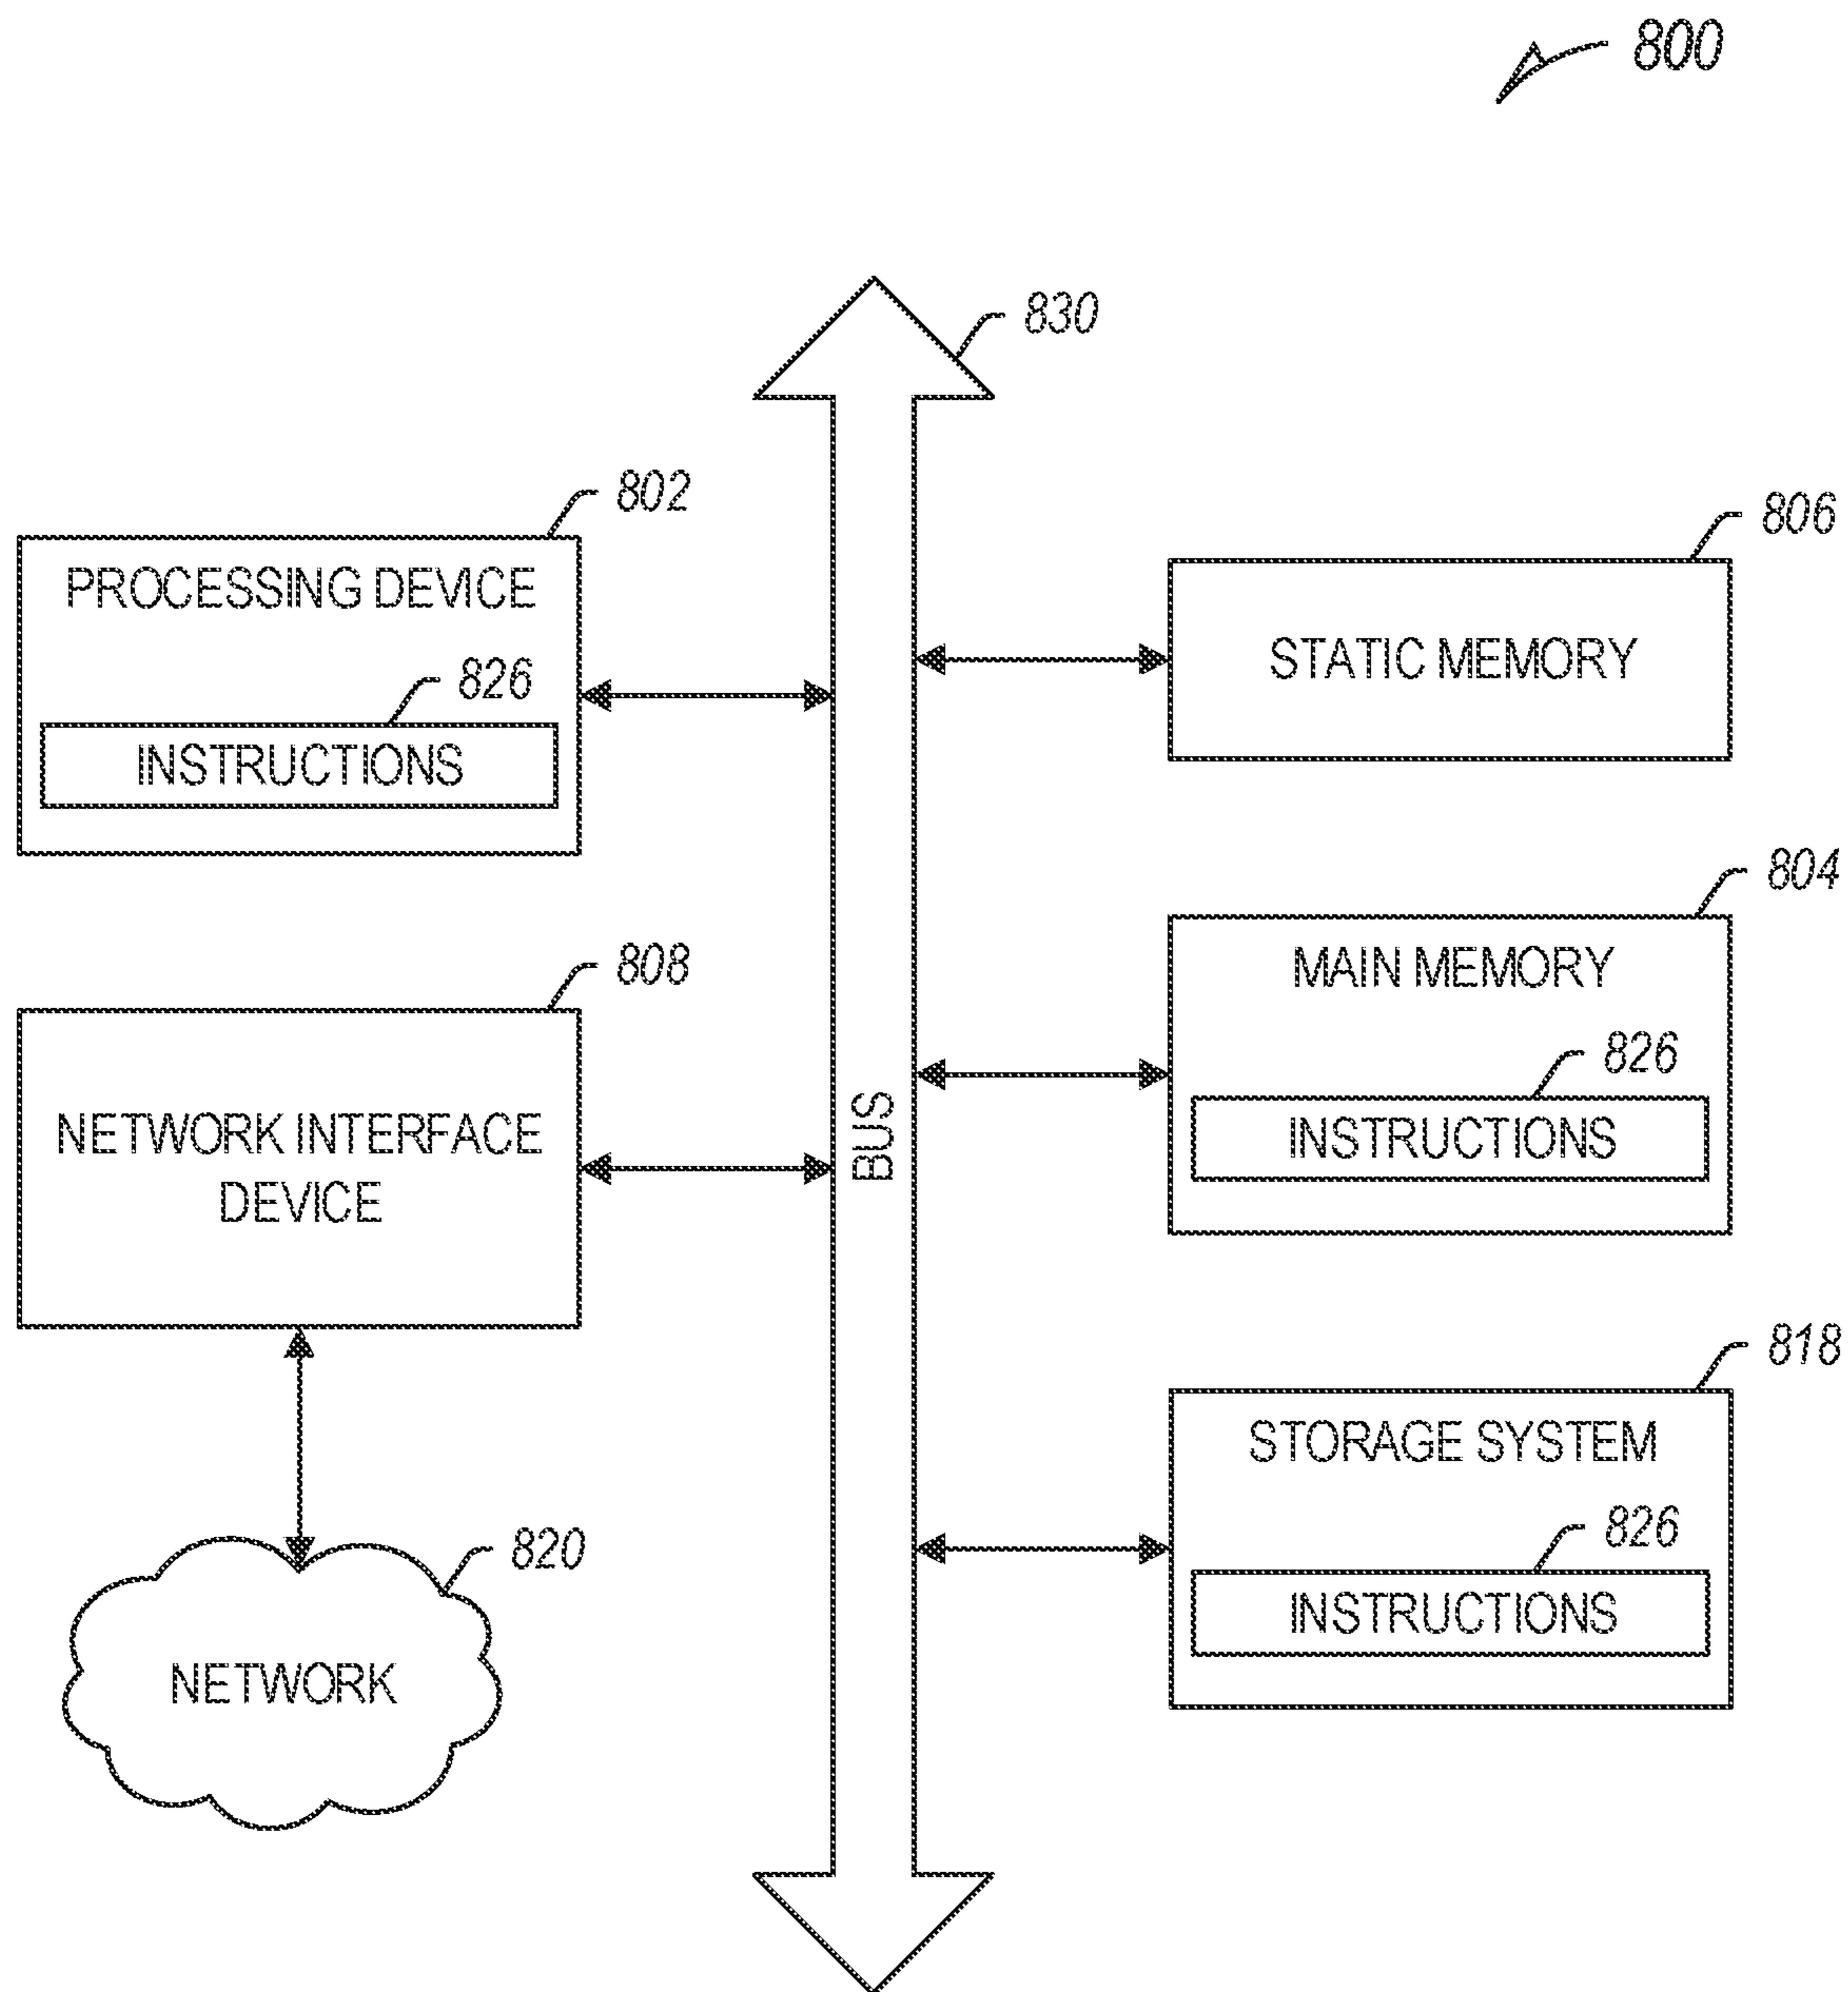 800
830
802
PROCESSING DEVICE
826
INSTRUCTIONS
806
STATIC MEMORY
804
MAIN MEMORY
826
INSTRUCTIONS
808
NETWORK INTERFACE
DEVICE
BUS
818
STORAGE SYSTEM
826
INSTRUCTIONS
820
NETWORK